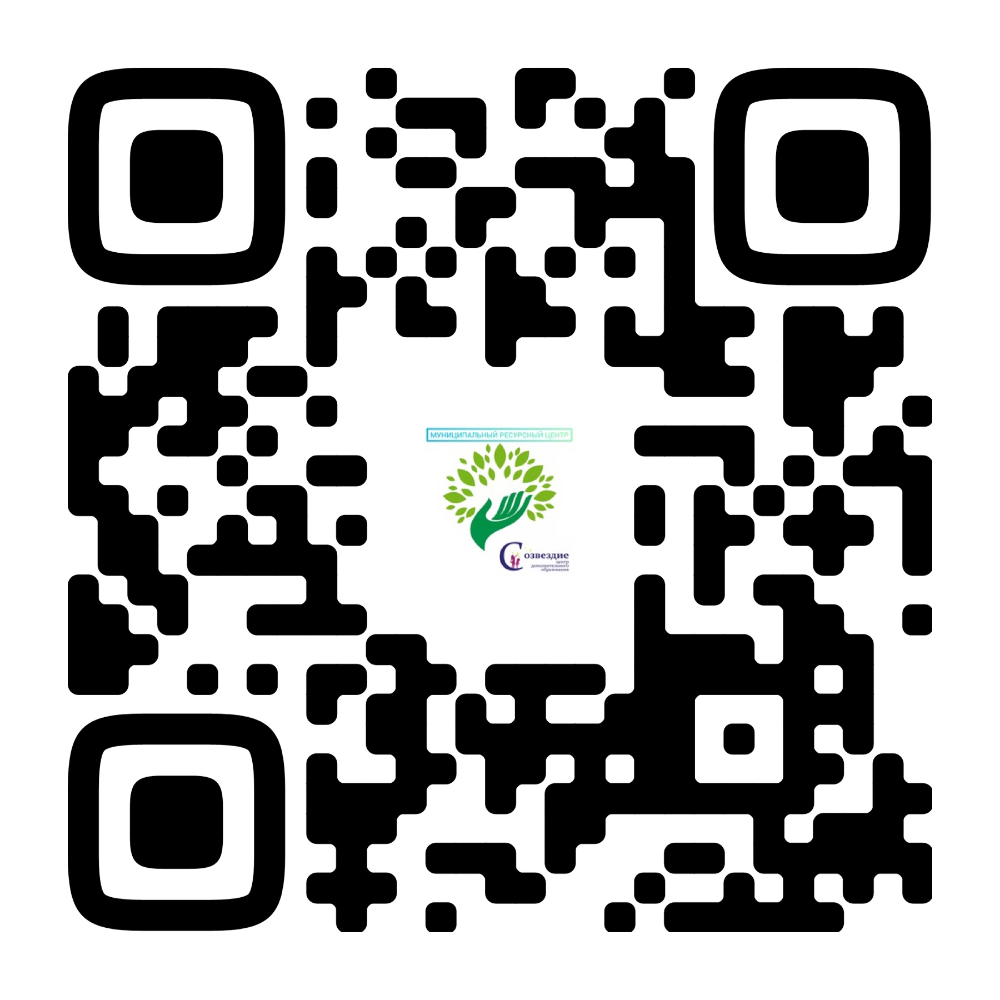 МУНИЦИПАЛЬНЫЙ РЕСУРСНЫЙ ЦЕНТР
Созвездие
центр
дополнительного
образования